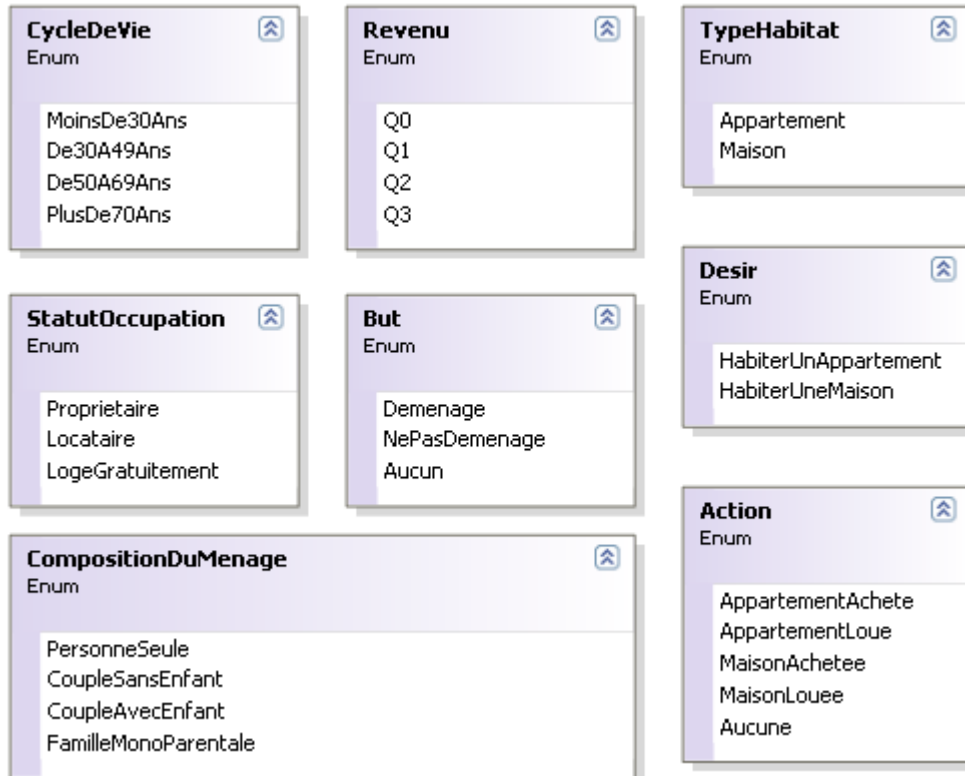 CycleDeVie
Enum
MoinsDe30Ans
De30A49Ans
De50A69Ans
PlusDe70Ans
Revenu
Enum
Q0
Q1
Q2
Q3
TypeHabitat
Enum
Appartement
Maison
StatutOccupation
Enum
Proprietaire
Locataire
LogeGratuitement
But
Enum
Demenage
NePasDemenage
Aucun
Desir
Enum
HabiterUnAppartement
HabiterUneMaison
CompositionDuMenage
Enum
PersonneSeule
CoupleSansEnfant
CoupleAvecEnfant
FamilleMonoParentale
Action
Enum
AppartementAchete
AppartementLoue
MaisonAchetee
MaisonLouee
Aucune